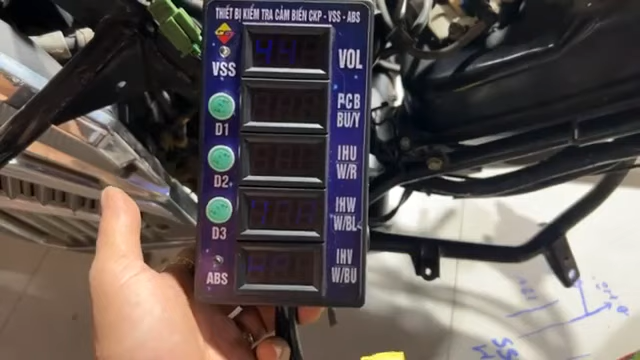 THIẾT BỊ KIỂM TRA CẢM BIẾN CKP - VSS - ABS
VSS
VOL
D1
PCB
BU/Y
D2
IHU
W/R
D3
IHW
W/BL
ABS
IHV
W/BU